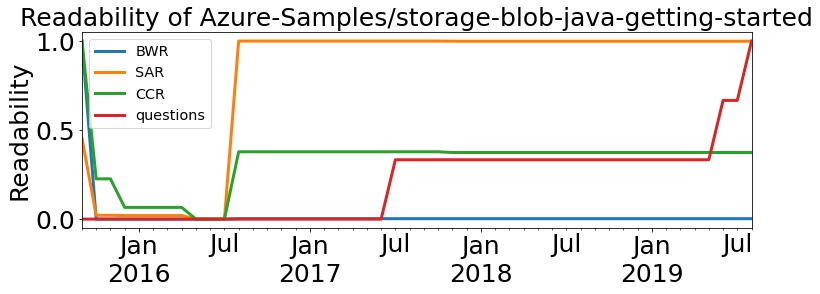 Readability of Azure-Samples/storage-blob-java-getting-started
Readability
1.0
0.5
0.0
BWR
SAR
CCR
questions
Jan Jul Jan Jul Jan Jul Jan Jul
2016 2017 2018 2019